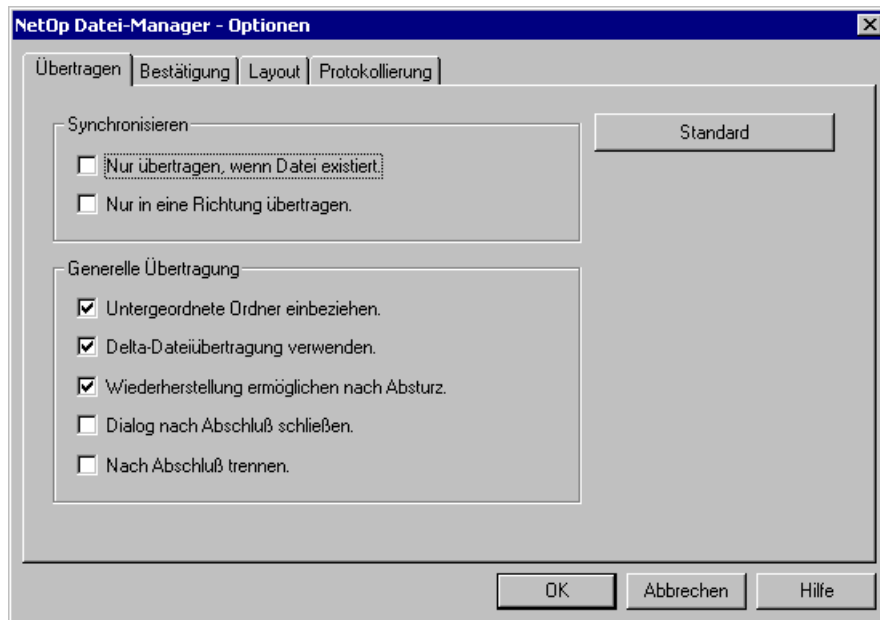 NetOp Datei-Manager - Optionen
Übertragen Bestätigung Layout Protokollierung
Synchronisieren
Standard
Nur übertragen, wenn Datei existiert.
Nur in eine Richtung übertragen.
Generelle Übertragung
Untergeordnete Ordner einbeziehen.
Delta-Dateiübertragung verwenden.
Wiederherstellung ermöglichen nach Absturz.
Dialog nach Abschluß schließen.
Nach Abschluß trennen.
OK Abbrechen Hilfe